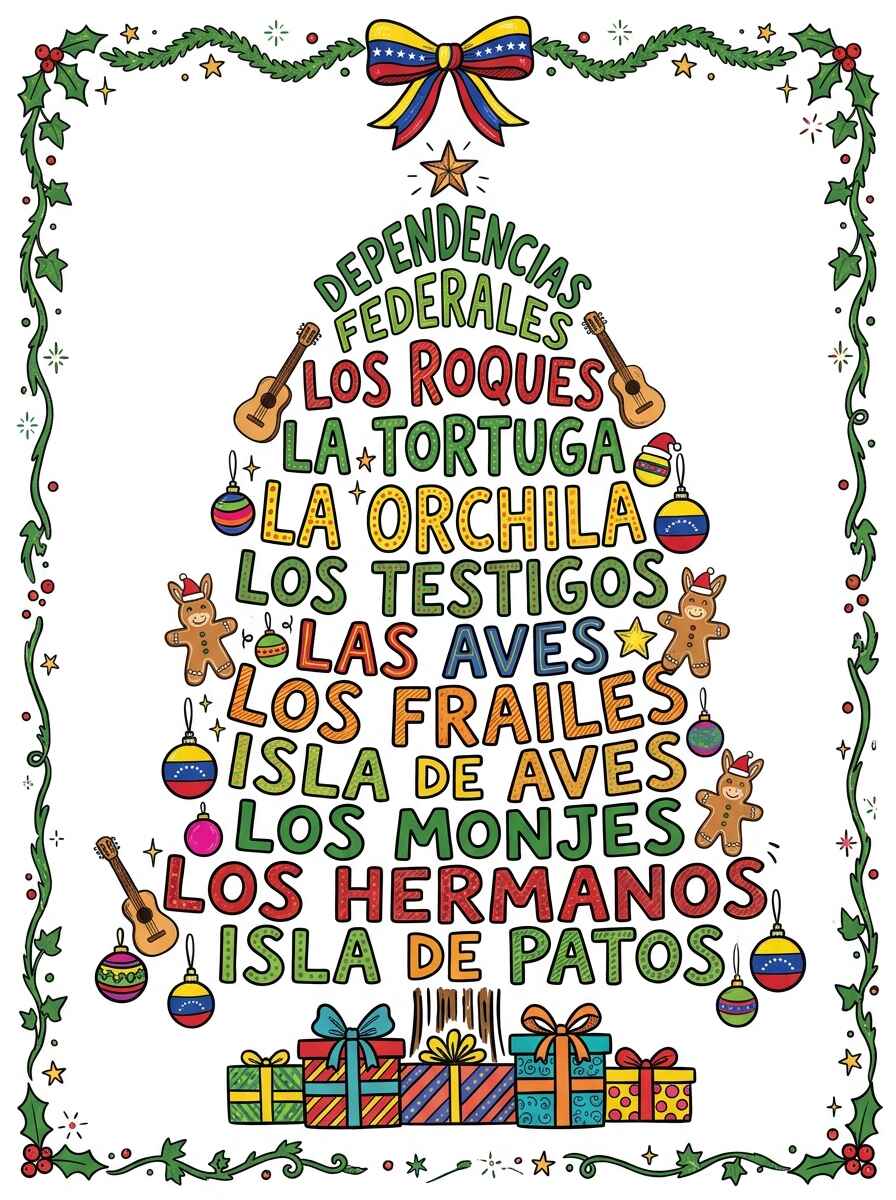 DEPENDENCIAS
FEDERALES
LOS ROQUES
LA TORTUGA
LA ORCHILA
LOS TESTIGOS
LAS AVES
LOS FRAILES
ISLA DE AVES
LOS MONJES
LOS HERMANOS
ISLA DE PATOS